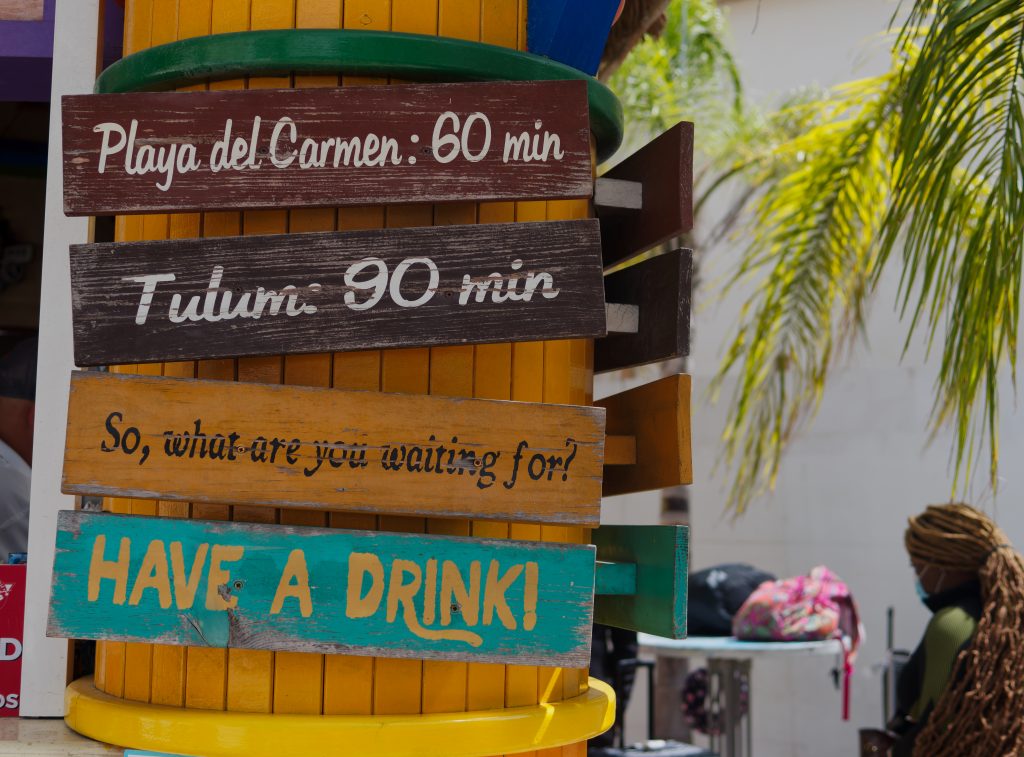 Playa del Carmen: 60 min
Tulum: 90 min
So, what are you waiting for?
HAVE A DRINK!